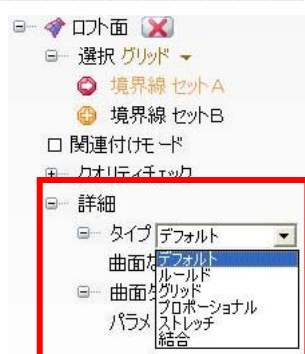 ロフト面
選択 グリッド
境界線 セットA
境界線 セットB
関連付けモード
クオリティチェック
詳細
タイプ デフォルト
曲面
デフォルト
ルールド
曲面
グリッド
プロポーショナル
パラメ
ストレッチ
結合